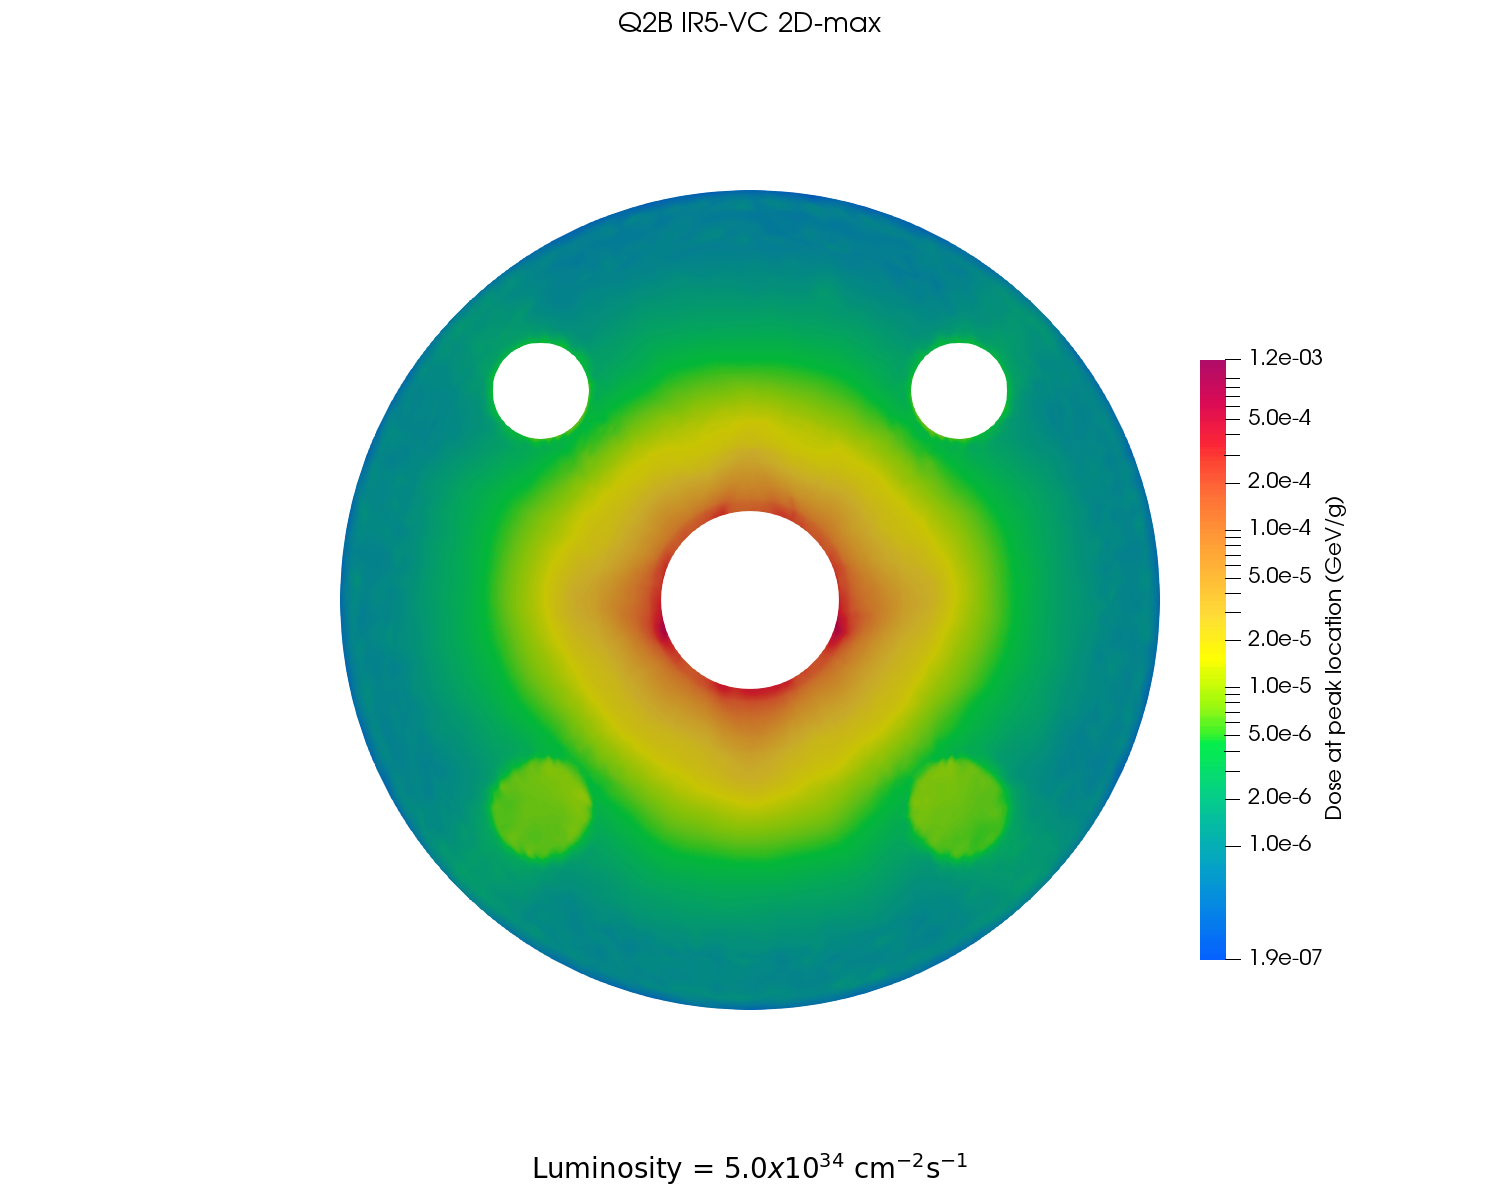 Q2B IR5-VC 2D-max
1.2e-03
5.0e-4
2.0e-4
1.0e-4
5.0e-5
2.0e-5
1.0e-5
5.0e-6
2.0e-6
1.0e-6
1.9e-07
Dose at peak location (GeV/g)
Luminosity = 5.0x10³⁴ cm⁻²s⁻¹